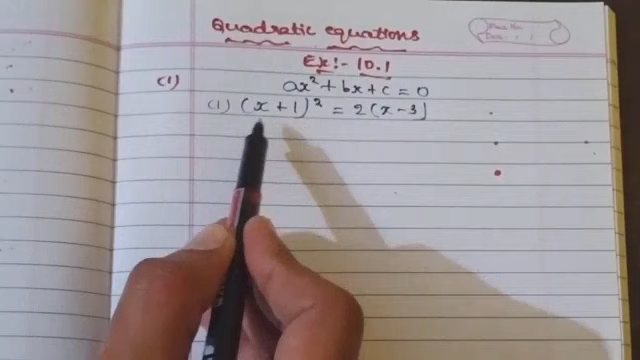 Quadratic equations
Ex:- 10.1
(1) ax² + bx + c = 0
(1) (x + 1)² = 2(x - 3)